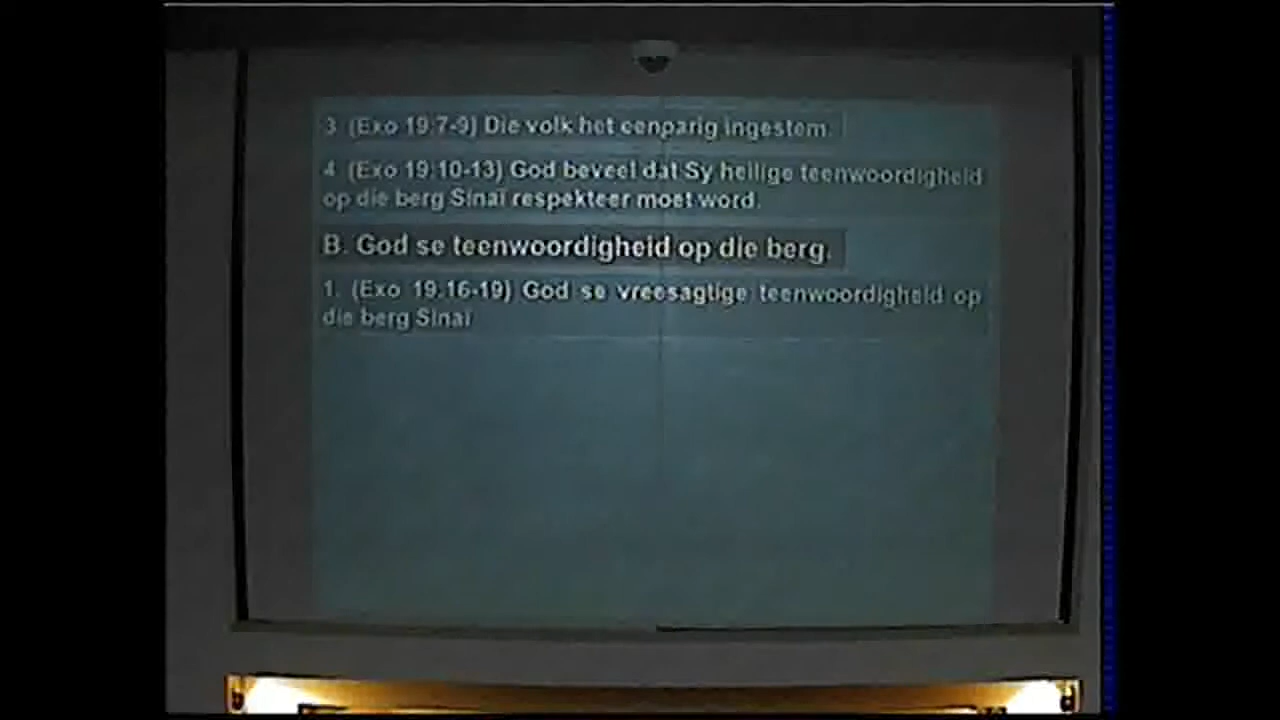 3. (Exo 19:7-9) Die volk het eenparig ingestem.
4. (Exo 19:10-13) God beveel dat Sy heilige teenwoordigheid
op die berg Sinaï respekteer moet word.
B. God se teenwoordigheid op die berg.
1. (Exo 19:16-19) God se vreesagtige teenwoordigheid op
die berg Sinaï